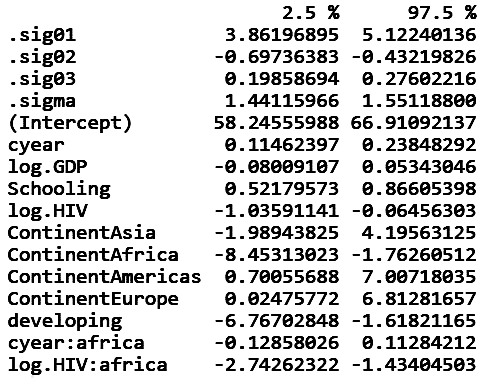 2.5 % 97.5 %
.sig01 3.86196895 5.12240136
.sig02 -0.69736383 -0.43219826
.sig03 0.19858694 0.27602216
.sigma 1.44115966 1.55118800
(Intercept) 58.24555988 66.91092137
cyear 0.11462397 0.23848292
log.GDP -0.08009107 0.05343046
Schooling 0.52179573 0.86605398
log.HIV -1.03591141 -0.06456303
ContinentAsia -1.98943825 4.19563125
ContinentAfrica -8.45313023 -1.76260512
ContinentAmericas 0.70055688 7.00718035
ContinentEurope 0.02475772 6.81281657
developing -6.76702848 -1.61821165
cyear:africa -0.12858026 0.11284212
log.HIV:africa -2.74262322 -1.43404503